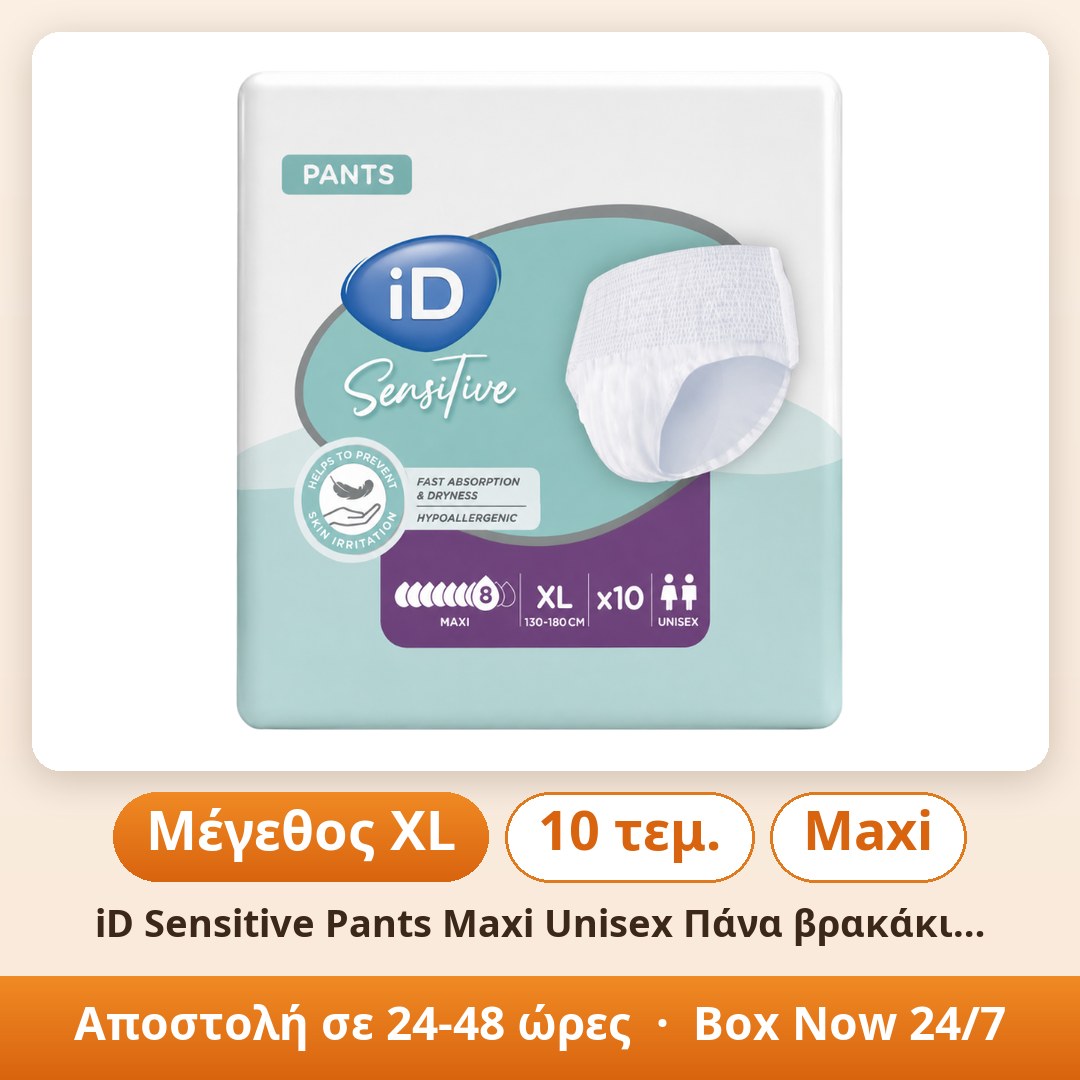 PANTS
iD
Sensitive
HELPS TO PREVENT
SKIN IRRITATION
FAST ABSORPTION
& DRYNESS
HYPOALLERGENIC
8 XL x10
MAXI 130-180 CM UNISEX
Μέγεθος XL 10 τεμ. Maxi
iD Sensitive Pants Maxi Unisex Πάνα βρακάκι...
Αποστολή σε 24-48 ώρες · Box Now 24/7